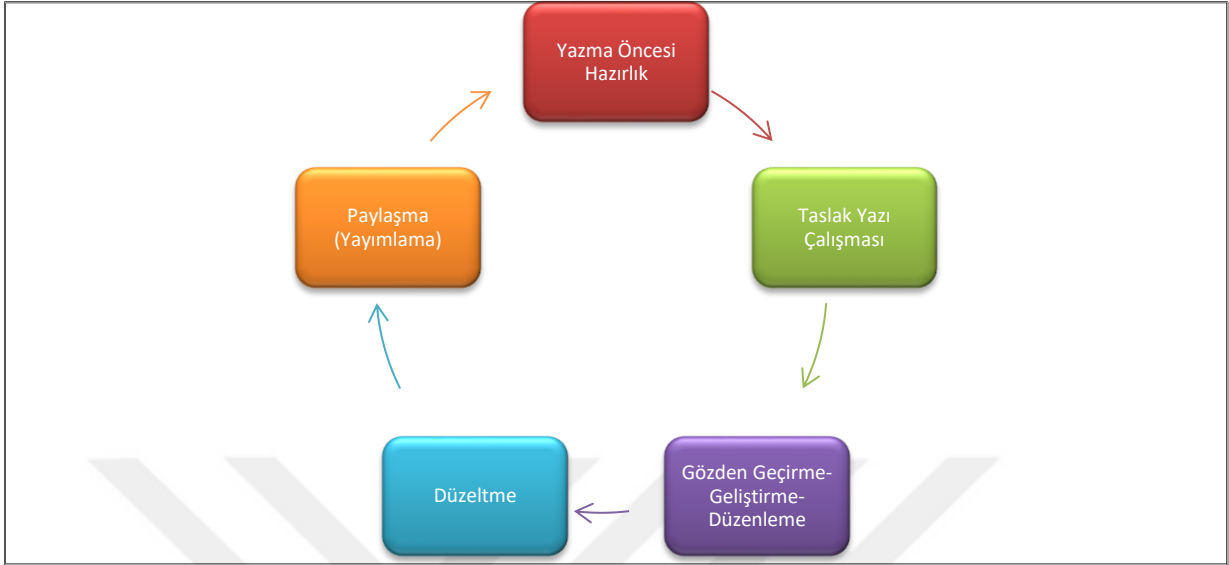 Yazma Öncesi
Hazırlık
Taslak Yazı
Çalışması
Gözden Geçirme-
Geliştirme-
Düzenleme
Düzeltme
Paylaşma
(Yayımlama)